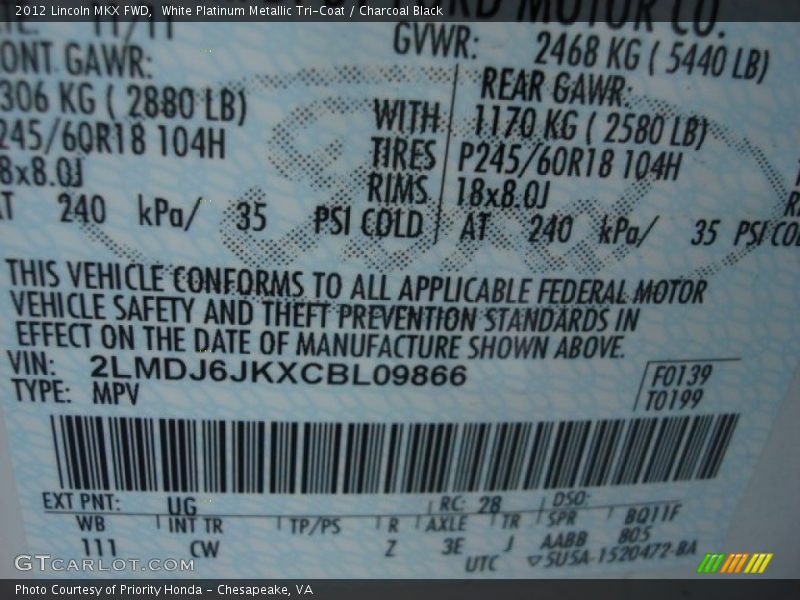 2012 Lincoln MKX FWD, White Platinum Metallic Tri-Coat / Charcoal Black
MOTOR CO.
GVWR: 2468 KG ( 5440 LB)
ONT GAWR: REAR GAWR:
306 KG ( 2880 LB) WITH 1170 KG ( 2580 LB)
245/60R18 104H TIRES P245/60R18 104H
8x8.0J RIMS 18x8.0J
AT 240 kPa/ 35 PSI COLD AT 240 kPa/ 35 PSI COL
THIS VEHICLE CONFORMS TO ALL APPLICABLE FEDERAL MOTOR
VEHICLE SAFETY AND THEFT PREVENTION STANDARDS IN
EFFECT ON THE DATE OF MANUFACTURE SHOWN ABOVE.
VIN: 2LMDJ6JKXCBL09866 F0139
TYPE: MPV T0199
EXT PNT: UG RC: 28 DSO:
WB INT TR TP/PS R AXLE TR SPR BQ11F
111 CW Z 3E J AABB 805
UTC ▽5U5A-1520472-BA
GTCARLOT.COM
Photo Courtesy of Priority Honda - Chesapeake, VA